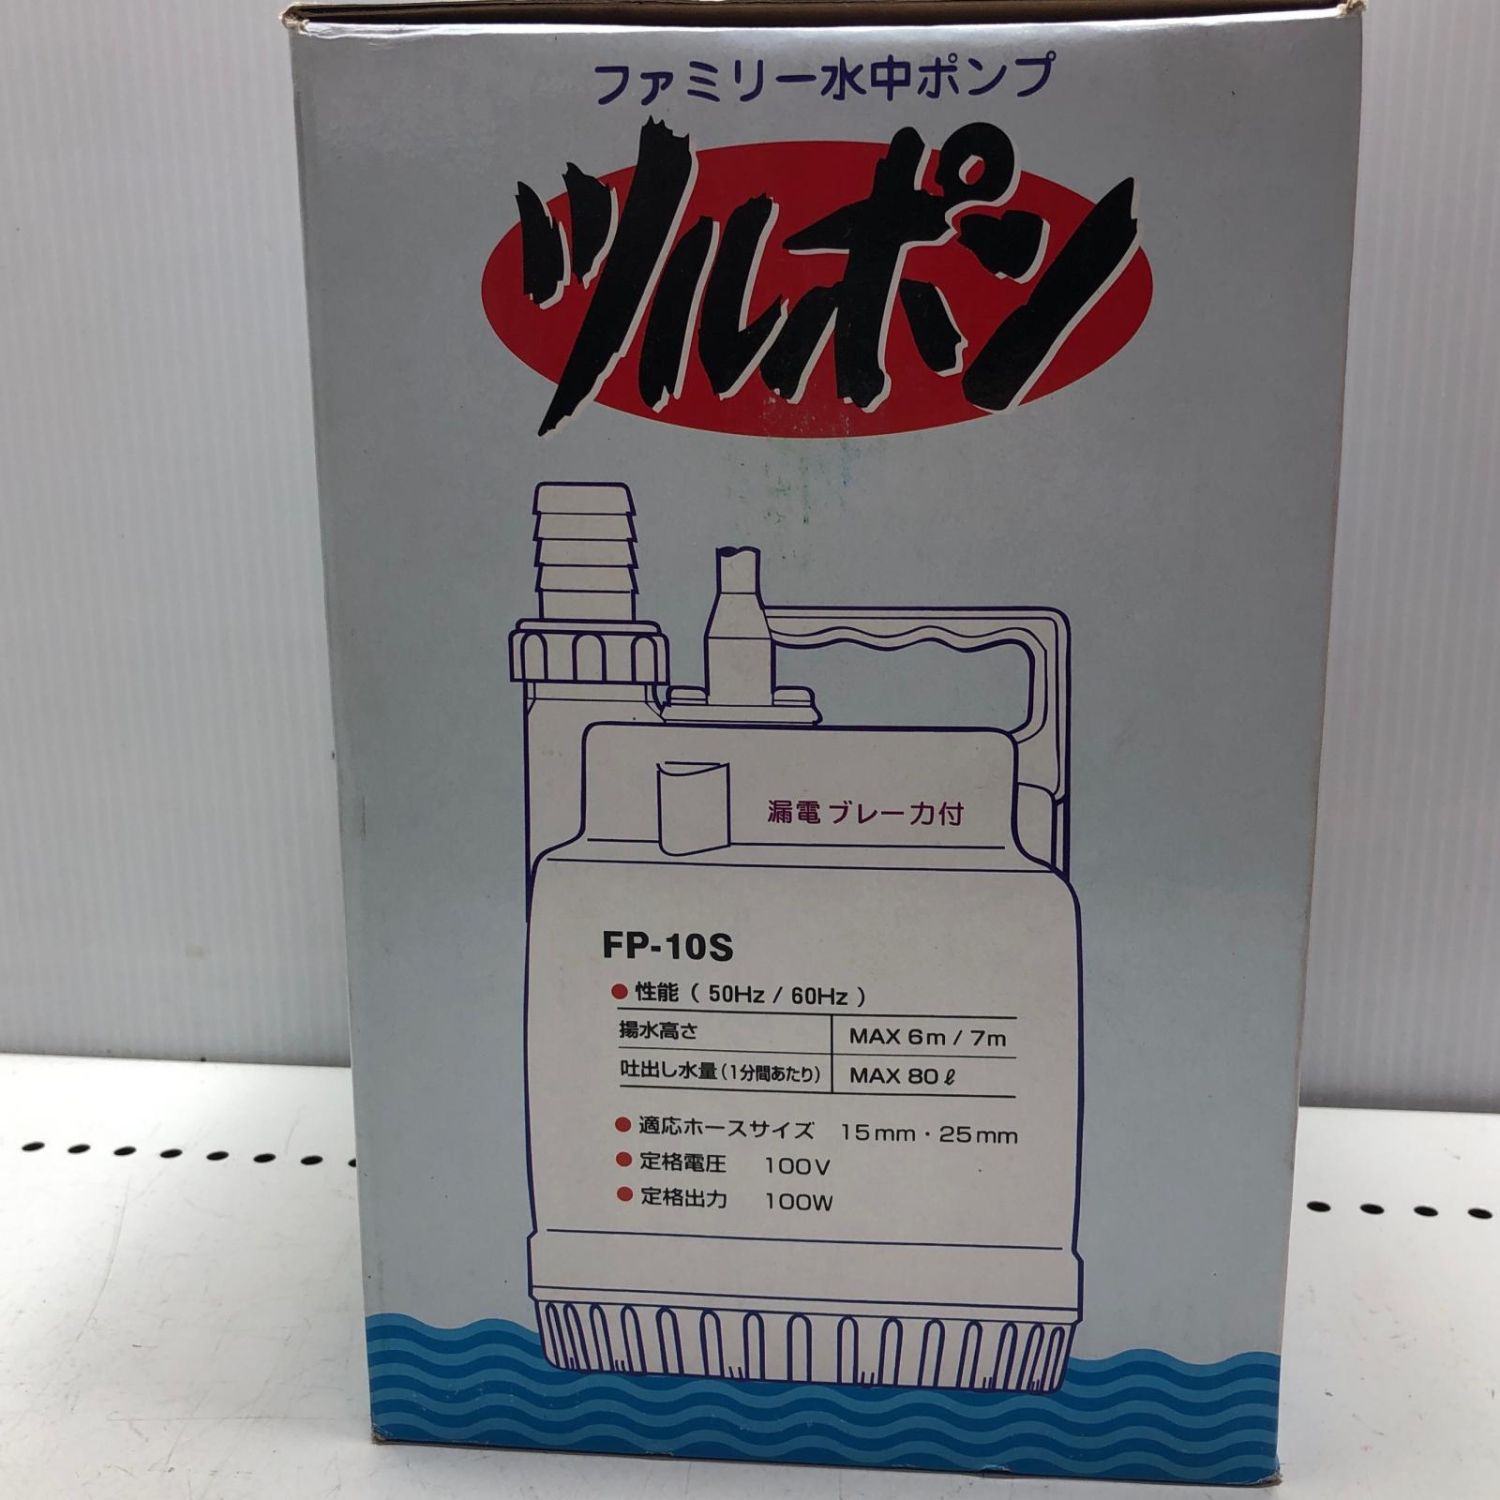 ファミリー水中ポンプ
ツルポン
漏電ブレーカ付
FP-10S
●性能（50Hz / 60Hz）
揚水高さ MAX 6m / 7m
吐出し水量(1分間あたり) MAX 80ℓ
●適応ホースサイズ 15mm・25mm
●定格電圧 100V
●定格出力 100W